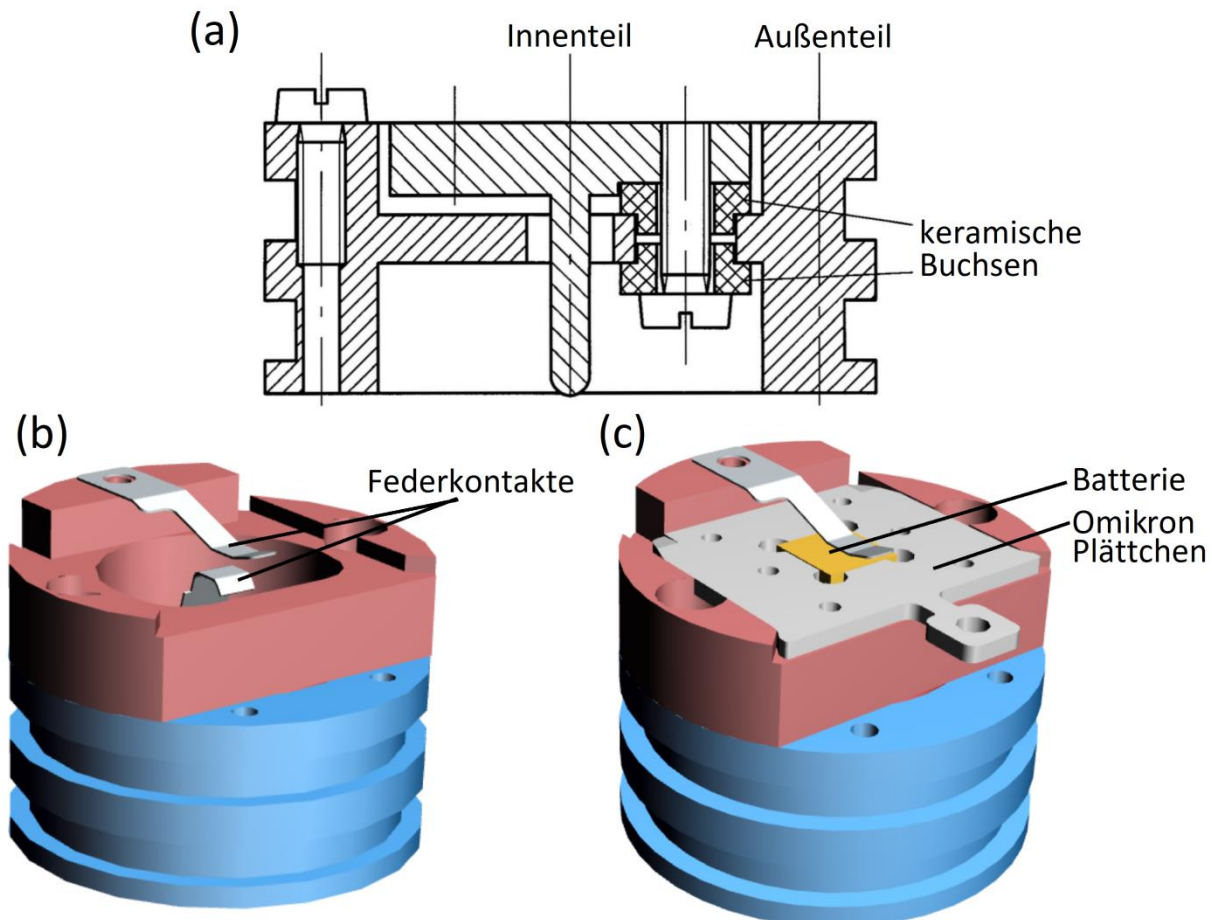 (a)
Innenteil
Außenteil
keramische
Buchsen
(b)
Federkontakte
(c)
Batterie
Omikron
Plättchen